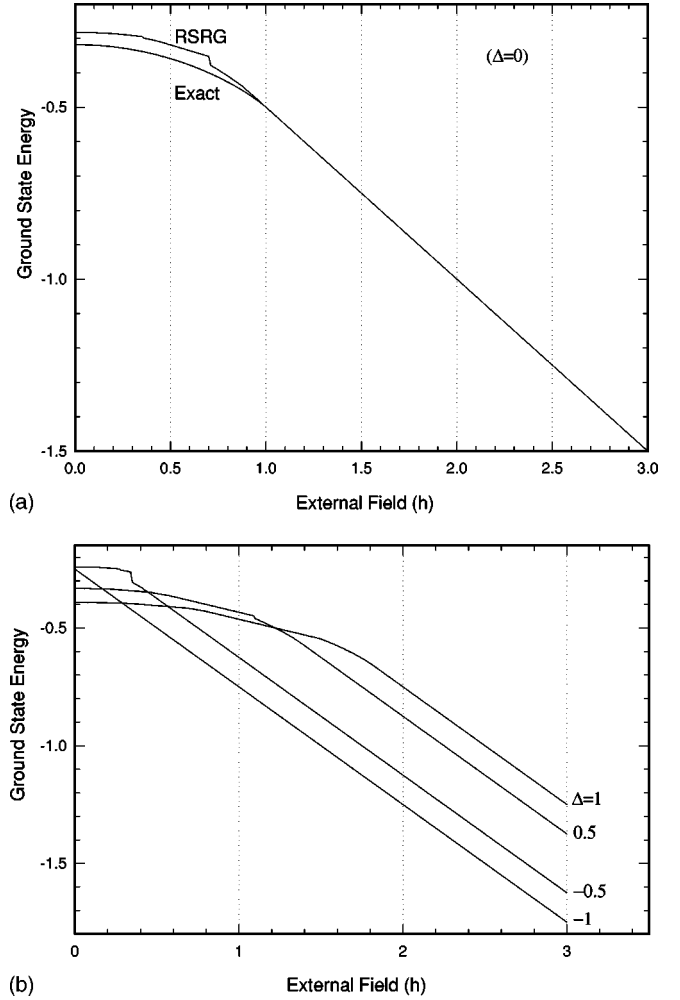 RSRG
(Δ=0)
Exact
-0.5
-1.0
-1.5
Ground State Energy
0.0 0.5 1.0 1.5 2.0 2.5 3.0
External Field (h)
(a)
-0.5
-1.0
-1.5
Ground State Energy
Δ=1
0.5
−0.5
−1
0 1 2 3
External Field (h)
(b)